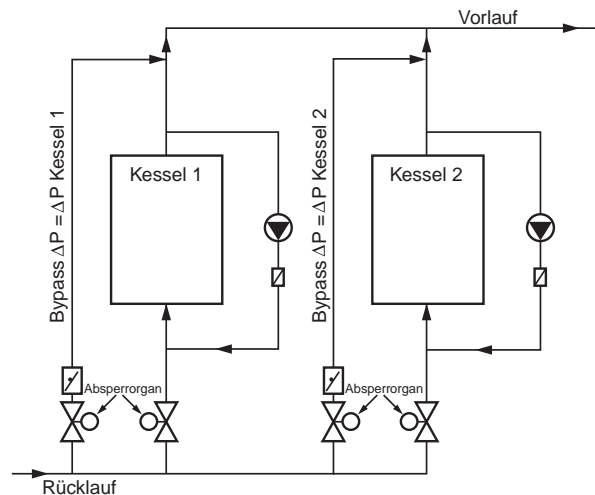 Vorlauf
Bypass ΔP = ΔP Kessel 1
Kessel 1
Bypass ΔP = ΔP Kessel 2
Kessel 2
Absperrorgan
Absperrorgan
Rücklauf